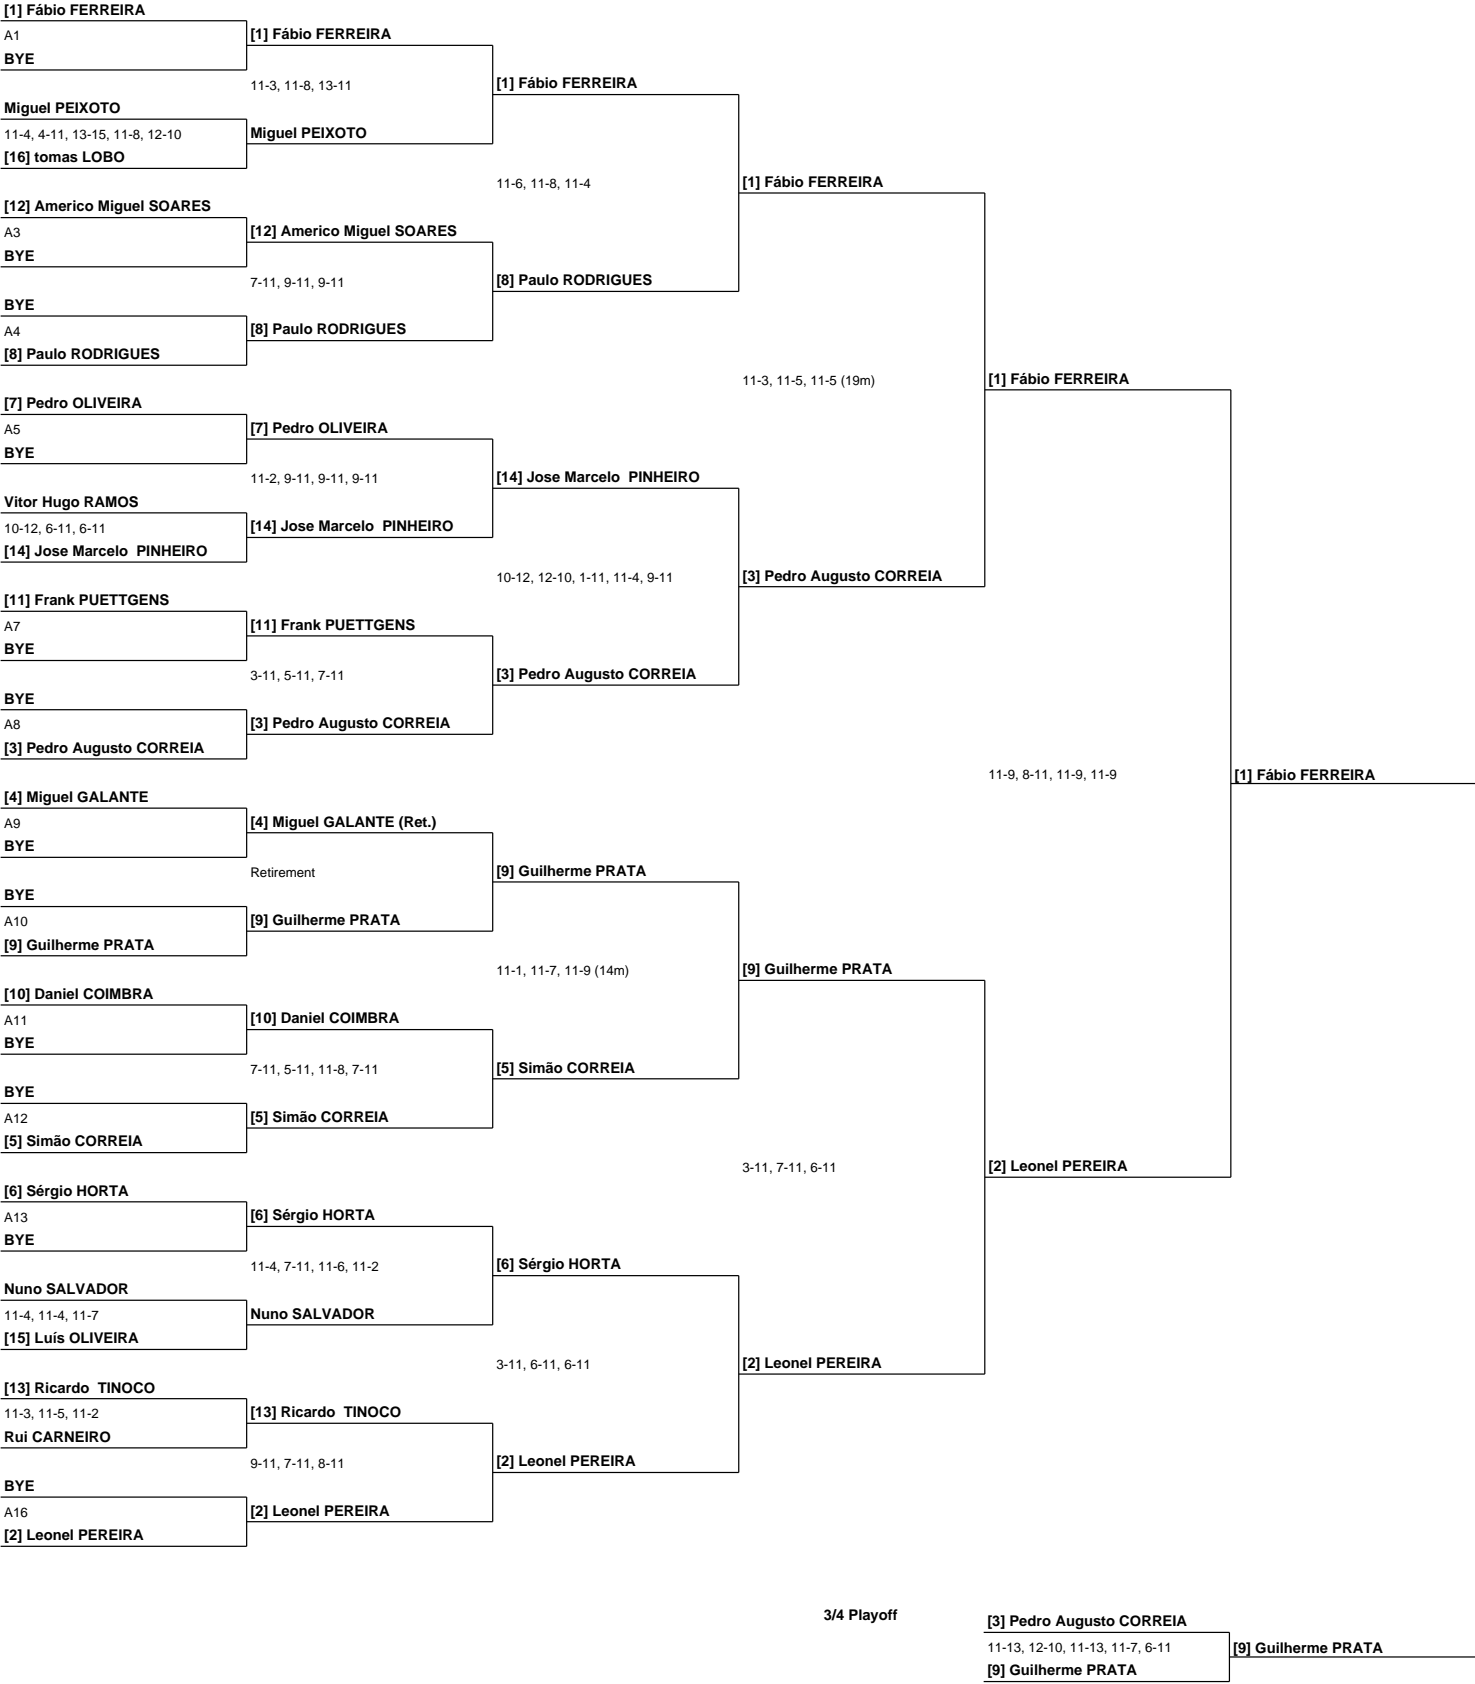 [1] Fábio FERREIRA
A1
BYE
Miguel PEIXOTO
11-4, 4-11, 13-15, 11-8, 12-10
[16] tomas LOBO
[12] Americo Miguel SOARES
A3
BYE
BYE
A4
[8] Paulo RODRIGUES
[7] Pedro OLIVEIRA
A5
BYE
Vitor Hugo RAMOS
10-12, 6-11, 6-11
[14] Jose Marcelo  PINHEIRO
[11] Frank PUETTGENS
A7
BYE
BYE
A8
[3] Pedro Augusto CORREIA
[4] Miguel GALANTE
A9
BYE
BYE
A10
[9] Guilherme PRATA
[10] Daniel COIMBRA
A11
BYE
BYE
A12
[5] Simão CORREIA
[6] Sérgio HORTA
A13
BYE
Nuno SALVADOR
11-4, 11-4, 11-7
[15] Luís OLIVEIRA
[13] Ricardo  TINOCO
11-3, 11-5, 11-2
Rui CARNEIRO
BYE
A16
[2] Leonel PEREIRA
[1] Fábio FERREIRA
11-3, 11-8, 13-11
Miguel PEIXOTO
[12] Americo Miguel SOARES
7-11, 9-11, 9-11
[8] Paulo RODRIGUES
[7] Pedro OLIVEIRA
11-2, 9-11, 9-11, 9-11
[14] Jose Marcelo  PINHEIRO
[11] Frank PUETTGENS
3-11, 5-11, 7-11
[3] Pedro Augusto CORREIA
[4] Miguel GALANTE (Ret.)
Retirement
[9] Guilherme PRATA
[10] Daniel COIMBRA
7-11, 5-11, 11-8, 7-11
[5] Simão CORREIA
[6] Sérgio HORTA
11-4, 7-11, 11-6, 11-2
Nuno SALVADOR
[13] Ricardo  TINOCO
9-11, 7-11, 8-11
[2] Leonel PEREIRA
[1] Fábio FERREIRA
11-6, 11-8, 11-4
[8] Paulo RODRIGUES
[14] Jose Marcelo  PINHEIRO
10-12, 12-10, 1-11, 11-4, 9-11
[3] Pedro Augusto CORREIA
[9] Guilherme PRATA
11-1, 11-7, 11-9 (14m)
[5] Simão CORREIA
[6] Sérgio HORTA
3-11, 6-11, 6-11
[2] Leonel PEREIRA
[1] Fábio FERREIRA
11-3, 11-5, 11-5 (19m)
[3] Pedro Augusto CORREIA
[9] Guilherme PRATA
3-11, 7-11, 6-11
[2] Leonel PEREIRA
[1] Fábio FERREIRA
11-9, 8-11, 11-9, 11-9
[2] Leonel PEREIRA
[1] Fábio FERREIRA
3/4 Playoff
[3] Pedro Augusto CORREIA
11-13, 12-10, 11-13, 11-7, 6-11
[9] Guilherme PRATA
[9] Guilherme PRATA